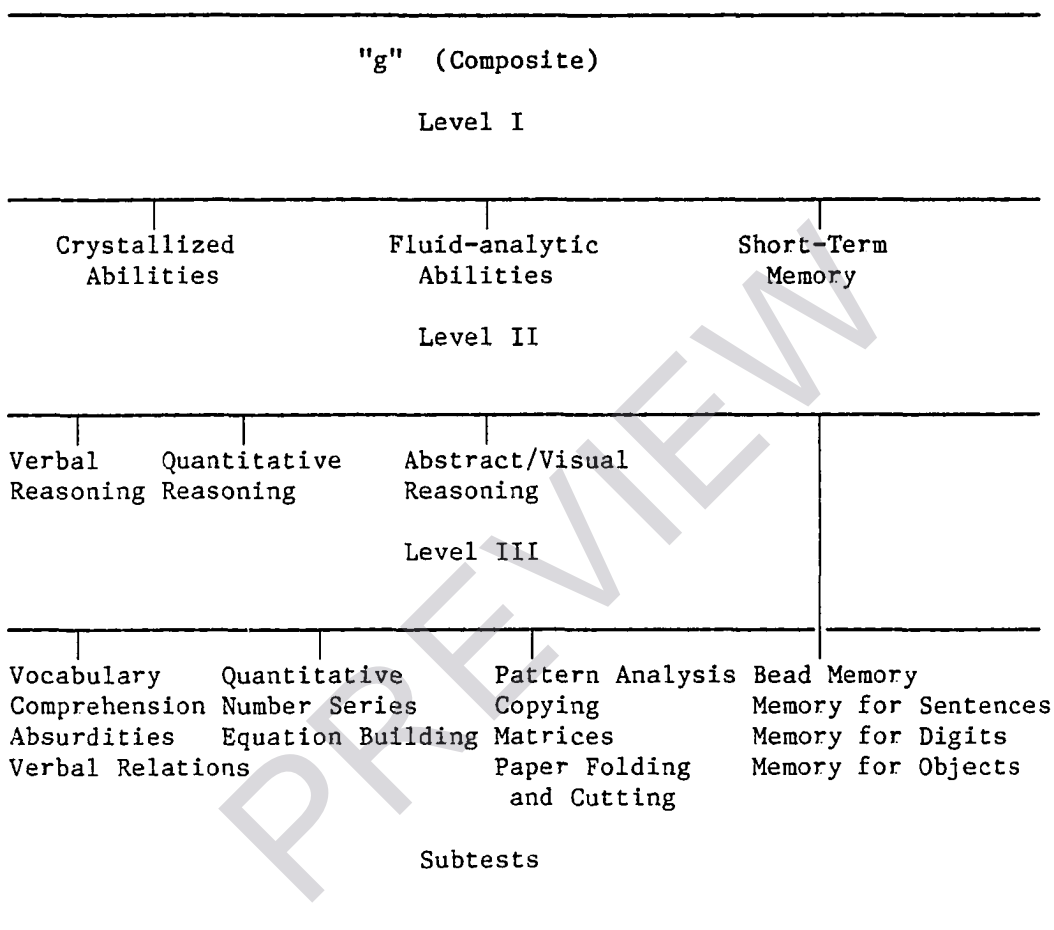 "g" (Composite)
Level I
Crystallized Fluid-analytic Short-Term
Abilities Abilities Memory
Level II
Verbal Quantitative Abstract/Visual
Reasoning Reasoning Reasoning
Level III
Vocabulary Quantitative Pattern Analysis Bead Memory
Comprehension Number Series Copying Memory for Sentences
Absurdities Equation Building Matrices Memory for Digits
Verbal Relations Paper Folding Memory for Objects
and Cutting
Subtests
PREVIEW